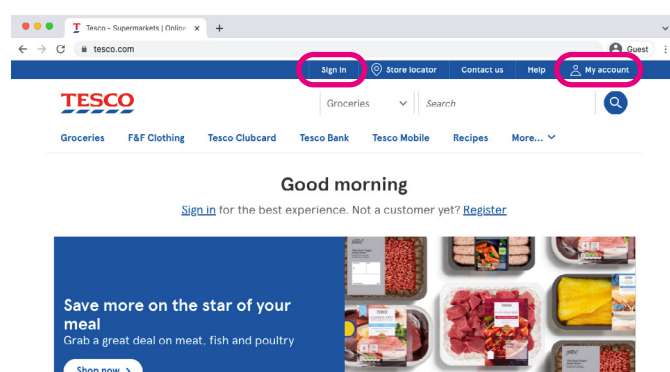 Tesco - Supermarkets | Online
tesco.com
Guest
Sign in
Store locator
Contact us
Help
My account
TESCO
Groceries
Search
Groceries
F&F Clothing
Tesco Clubcard
Tesco Bank
Tesco Mobile
Recipes
More...
Good morning
Sign in for the best experience. Not a customer yet? Register
Save more on the star of your
meal
Grab a great deal on meat, fish and poultry
Shop now